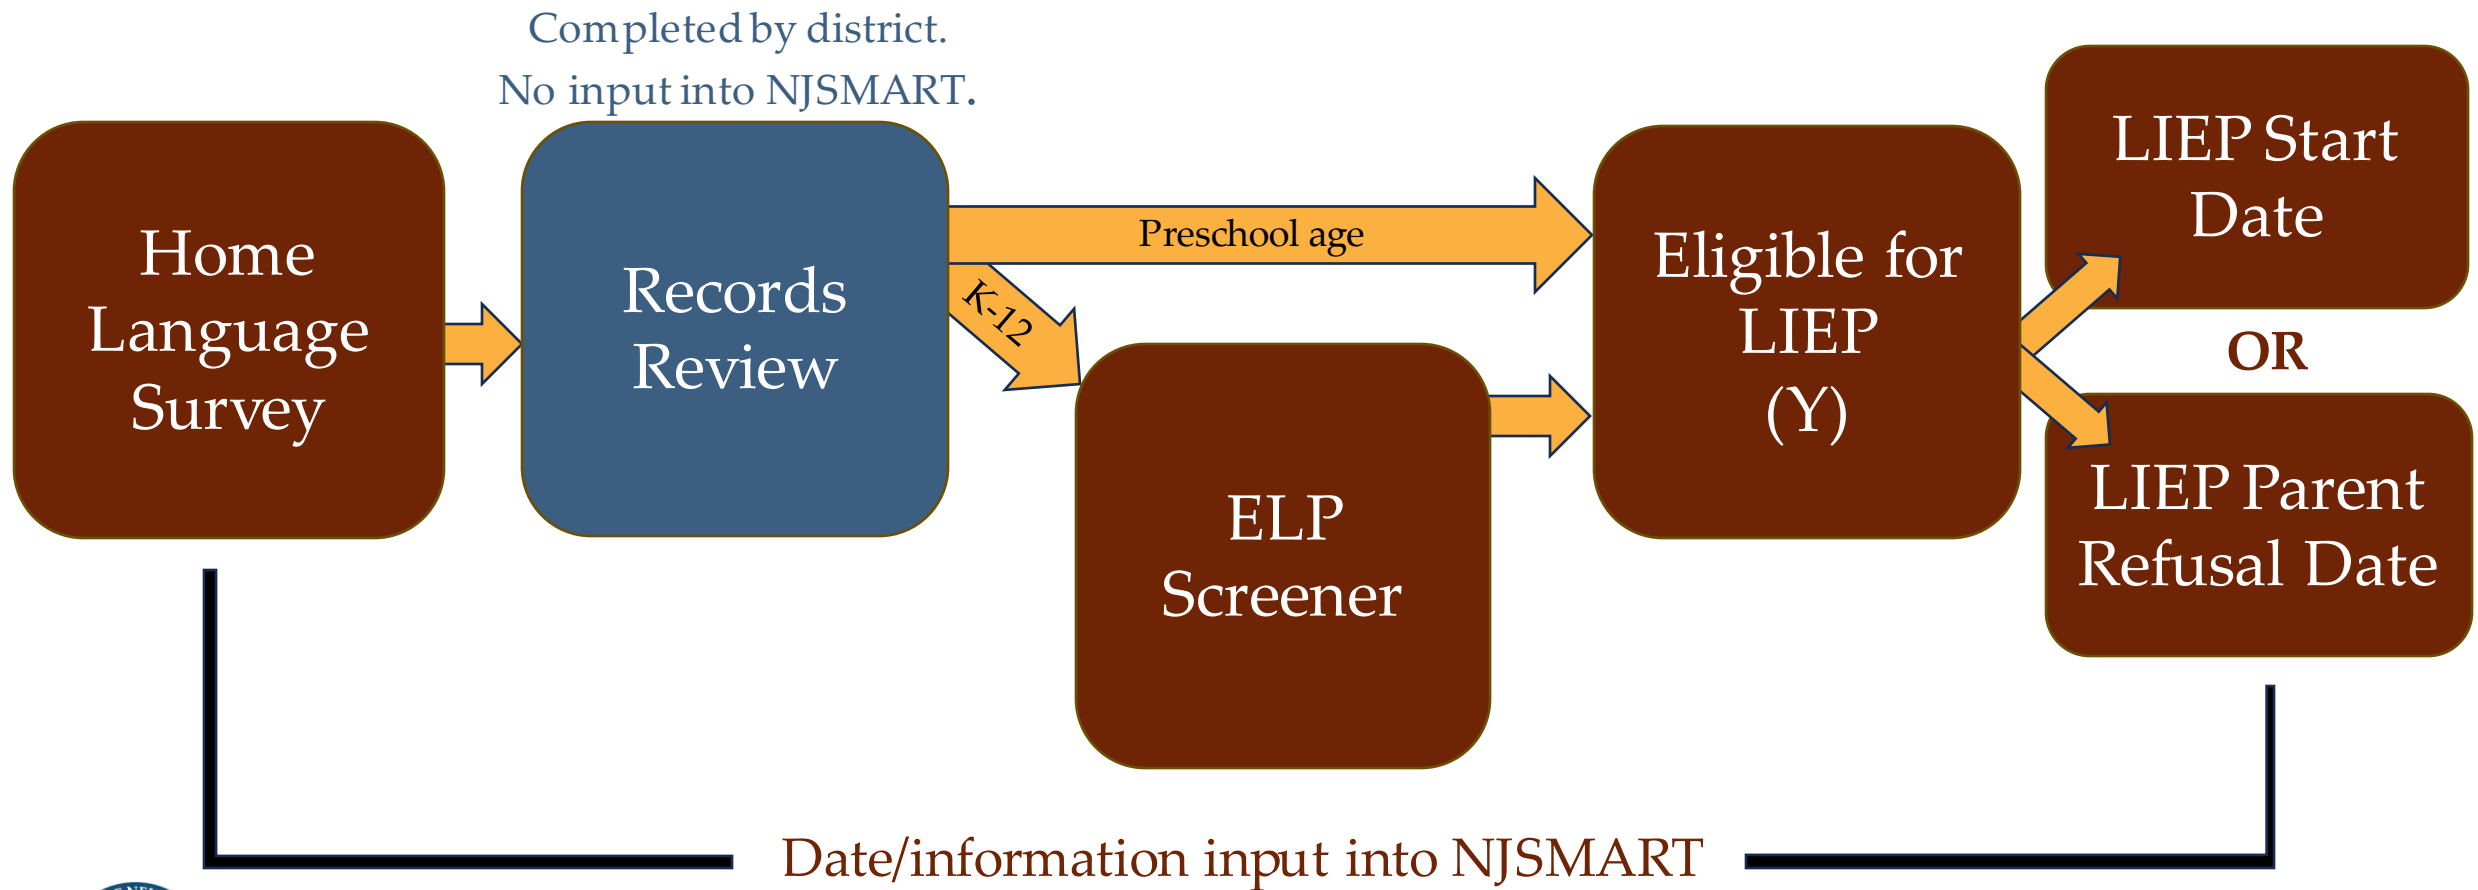 Completed by district.
No input into NJSMART.
Home
Language
Survey
Records
Review
Preschool age
K-12
ELP
Screener
Eligible for
LIEP
(Y)
LIEP Start
Date
OR
LIEP Parent
Refusal Date
Date/information input into NJSMART